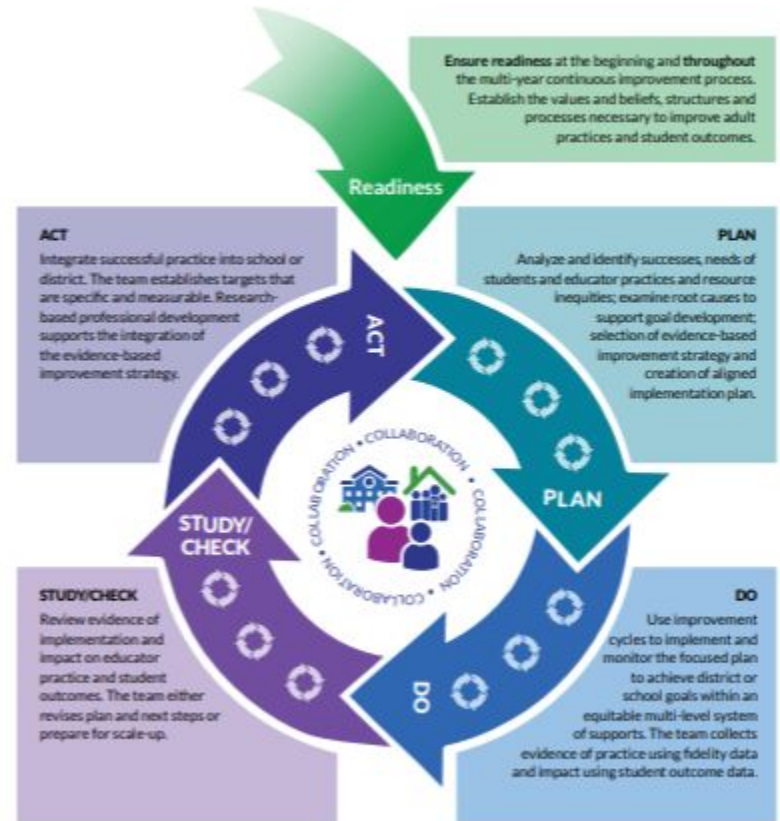 Ensure readiness at the beginning and throughout
the multi-year continuous improvement process.
Establish the values and beliefs, structures and
processes necessary to improve adult
practices and student outcomes.
Readiness
ACT
Integrate successful practice into school or
district. The team establishes targets that
are specific and measurable. Research-
based professional development
supports the integration of
the evidence-based
improvement strategy.
PLAN
Analyze and identify successes, needs of
students and educator practices and resource
inequities; examine root causes to
support goal development;
selection of evidence-based
improvement strategy and
creation of aligned
implementation plan.
ACT
PLAN
COLLABORATION • COLLABORATION • COLLABORATION • COLLABORATION •
STUDY/
CHECK
DO
STUDY/CHECK
Review evidence of
implementation and
impact on educator
practice and student
outcomes. The team either
revises plan and next steps or
prepare for scale-up.
DO
Use improvement
cycles to implement and
monitor the focused plan
to achieve district or
school goals within an
equitable multi-level system
of supports. The team collects
evidence of practice using fidelity data
and impact using student outcome data.